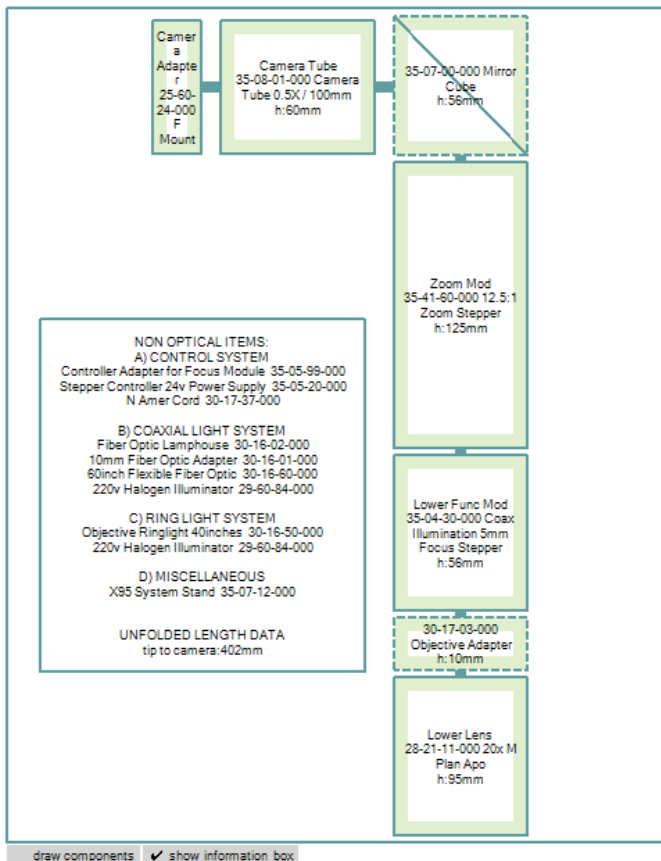 Camer
a
Adapte
r
25-60-
24-000
F
Mount
Camera Tube
35-08-01-000 Camera
Tube 0.5X / 100mm
h:60mm
35-07-00-000 Mirror
Cube
h:56mm
Zoom Mod
35-41-60-000 12.5:1
Zoom Stepper
h:125mm
NON OPTICAL ITEMS:
A) CONTROL SYSTEM
Controller Adapter for Focus Module 35-05-99-000
Stepper Controller 24v Power Supply 35-05-20-000
N Amer Cord 30-17-37-000
B) COAXIAL LIGHT SYSTEM
Fiber Optic Lamphouse 30-16-02-000
10mm Fiber Optic Adapter 30-16-01-000
60inch Flexible Fiber Optic 30-16-60-000
220v Halogen Illuminator 29-60-84-000
C) RING LIGHT SYSTEM
Objective Ringlight 40inches 30-16-50-000
220v Halogen Illuminator 29-60-84-000
D) MISCELLANEOUS
X95 System Stand 35-07-12-000
UNFOLDED LENGTH DATA
tip to camera:402mm
Lower Func Mod
35-04-30-000 Coax
Illumination 5mm
Focus Stepper
h:56mm
30-17-03-000
Objective Adapter
h:10mm
Lower Lens
28-21-11-000 20x M
Plan Apo
h:95mm
draw components ✔ show information box